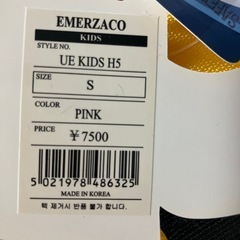 EMERZACO
KIDS
STYLE NO.
UE KIDS H5
SIZE
S
COLOR
PINK
PRICE
￥7500
5 021978 486325
MADE IN KOREA
택 제거시 반품 불가 합니다.